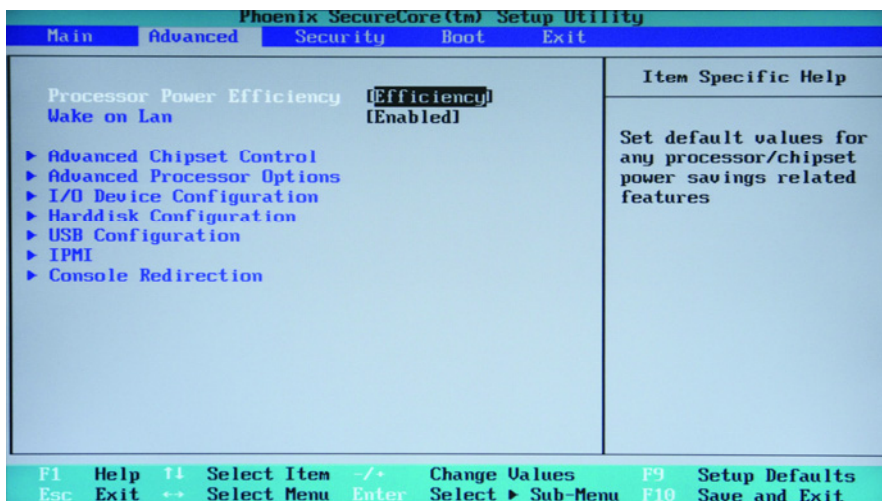 Phoenix SecureCore(tm) Setup Utility
Main Advanced Security Boot Exit
Item Specific Help
Processor Power Efficiency [Efficiency]
Wake on Lan [Enabled]
▶ Advanced Chipset Control
▶ Advanced Processor Options
▶ I/O Device Configuration
▶ Harddisk Configuration
▶ USB Configuration
▶ IPMI
▶ Console Redirection
Set default values for
any processor/chipset
power savings related
features
F1 Help ↑↓ Select Item -/+ Change Values F9 Setup Defaults
Esc Exit ↔ Select Menu Enter Select ▶ Sub-Menu F10 Save and Exit